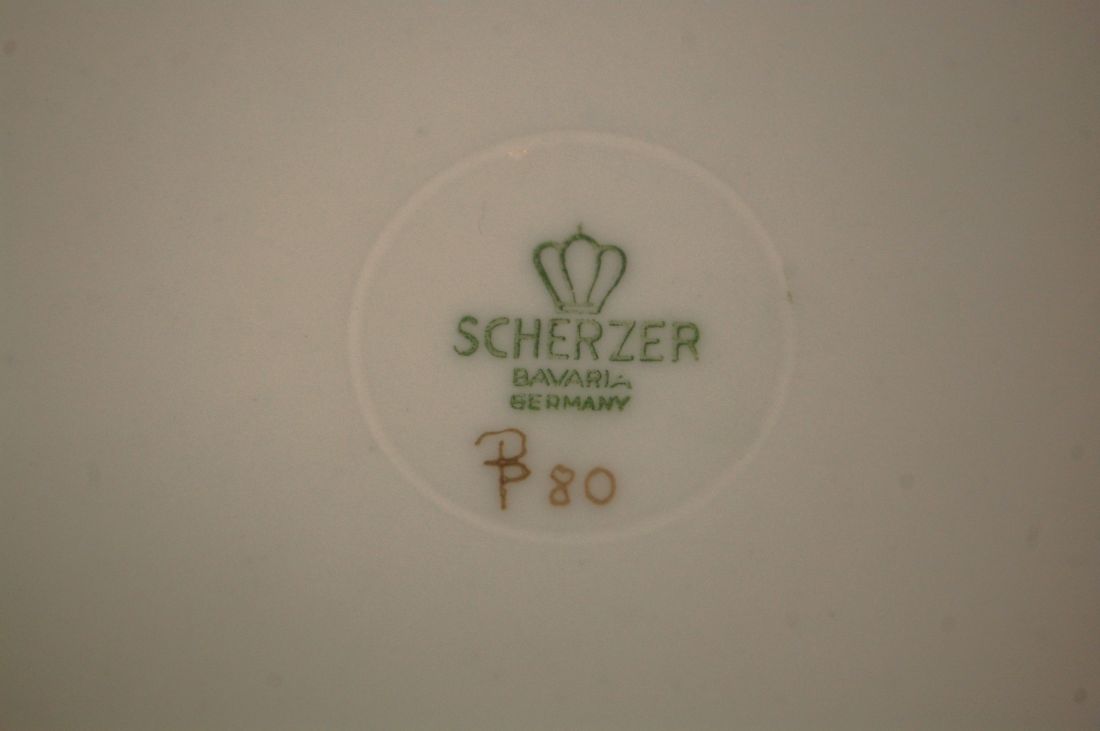 SCHERZER
BAVARIA
GERMANY
80